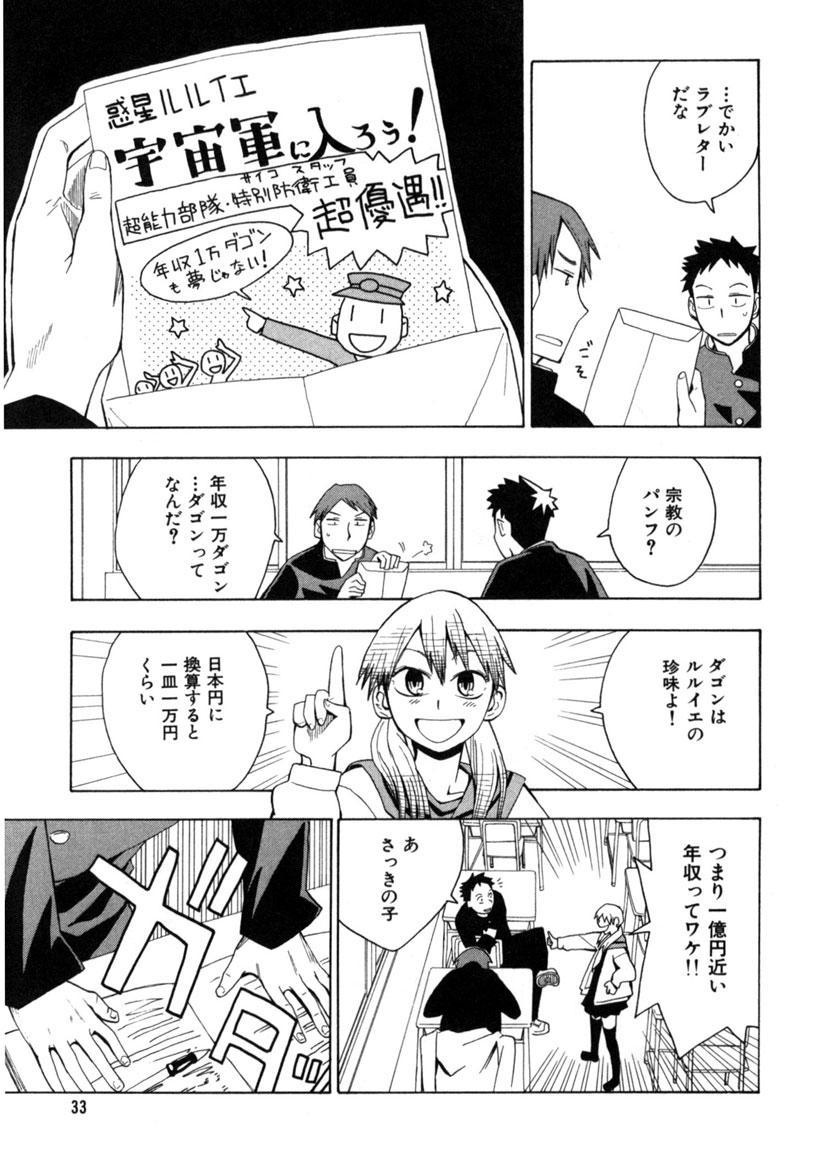 …でかい
ラブレター
だな
ごそ
惑星ルルイエ
宇宙軍に入ろう!
サイコ スタッフ
超能力部隊・特別防衛工員
超優遇!!
年収1万ダゴン
も夢じゃない!
宗教の
パンフ?
年収一万ダゴン
…ダゴンって
なんだ?
ダゴンは
ルルイエの
珍味よ!
日本円に
換算すると
一皿一万円
くらい
つまり一億円近い
年収ってワケ!!
あ
さっきの子
ガタッ
33